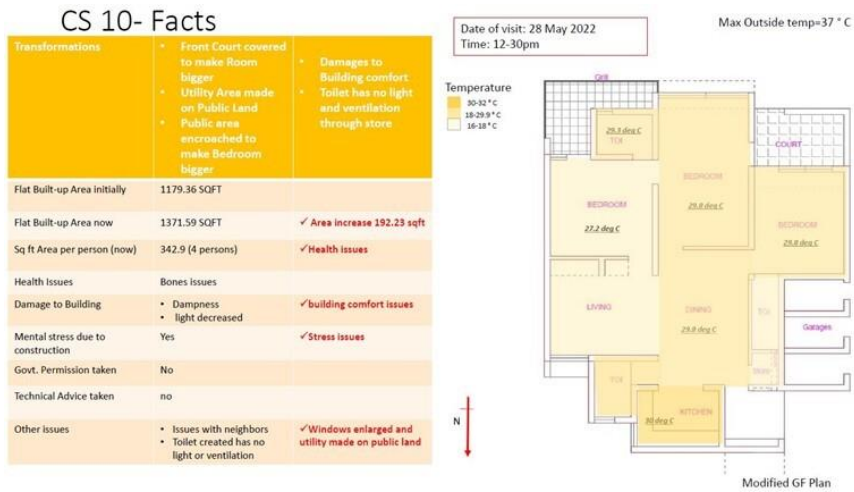 CS 10- Facts
Transformations
• Front Court covered
to make Room
bigger
• Utility Area made
on Public Land
• Public area
encroached to
make Bedroom
bigger
• Damages to
Building comfort
• Toilet has no light
and ventilation
through store
Flat Built-up Area initially
1179.36 SQFT
Flat Built-up Area now
1371.59 SQFT
✓ Area increase 192.23 sqft
Sq ft Area per person (now)
342.9 (4 persons)
✓Health issues
Health Issues
Bones issues
Damage to Building
• Dampness
• light decreased
✓building comfort issues
Mental stress due to
construction
Yes
✓Stress issues
Govt. Permission taken
No
Technical Advice taken
no
Other issues
• Issues with neighbors
• Toilet created has no
light or ventilation
✓Windows enlarged and
utility made on public land
Date of visit: 28 May 2022
Time: 12-30pm
Max Outside temp=37 ° C
Temperature
30-32 ° C
18-29.9 ° C
16-18 ° C
29.3 deg C
TOI
COURT
BEDROOM
29.8 deg C
BEDROOM
27.2 deg C
BEDROOM
29.8 deg C
LIVING
DINING
29.8 deg C
TOI
Garages
TOI
KITCHEN
30 deg C
N
Modified GF Plan